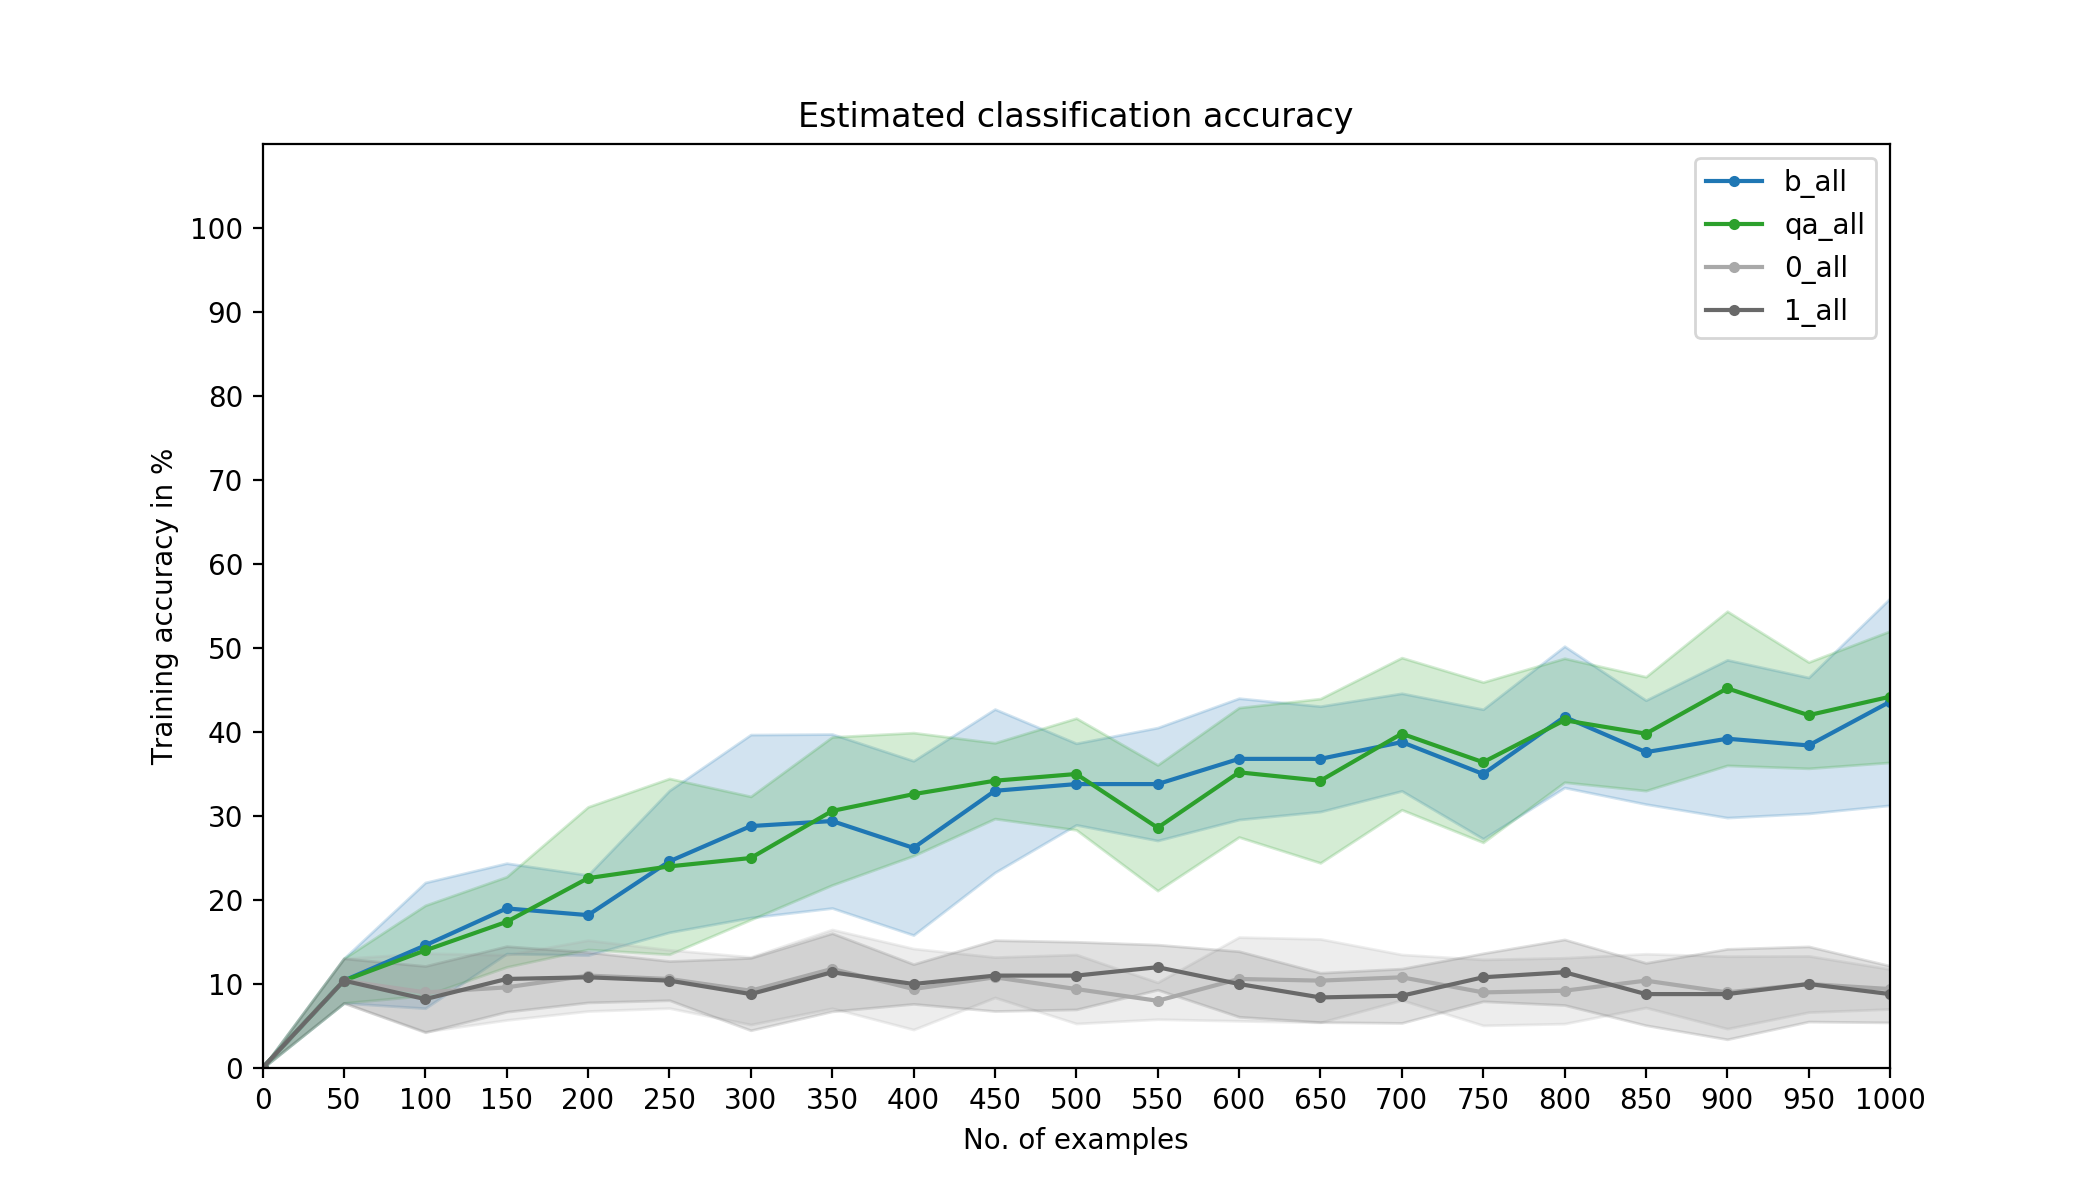 Estimated classification accuracy
b_all
qa_all
0_all
1_all
100
90
80
70
60
50
40
30
20
10
0
Training accuracy in %
0 50 100 150 200 250 300 350 400 450 500 550 600 650 700 750 800 850 900 950 1000
No. of examples